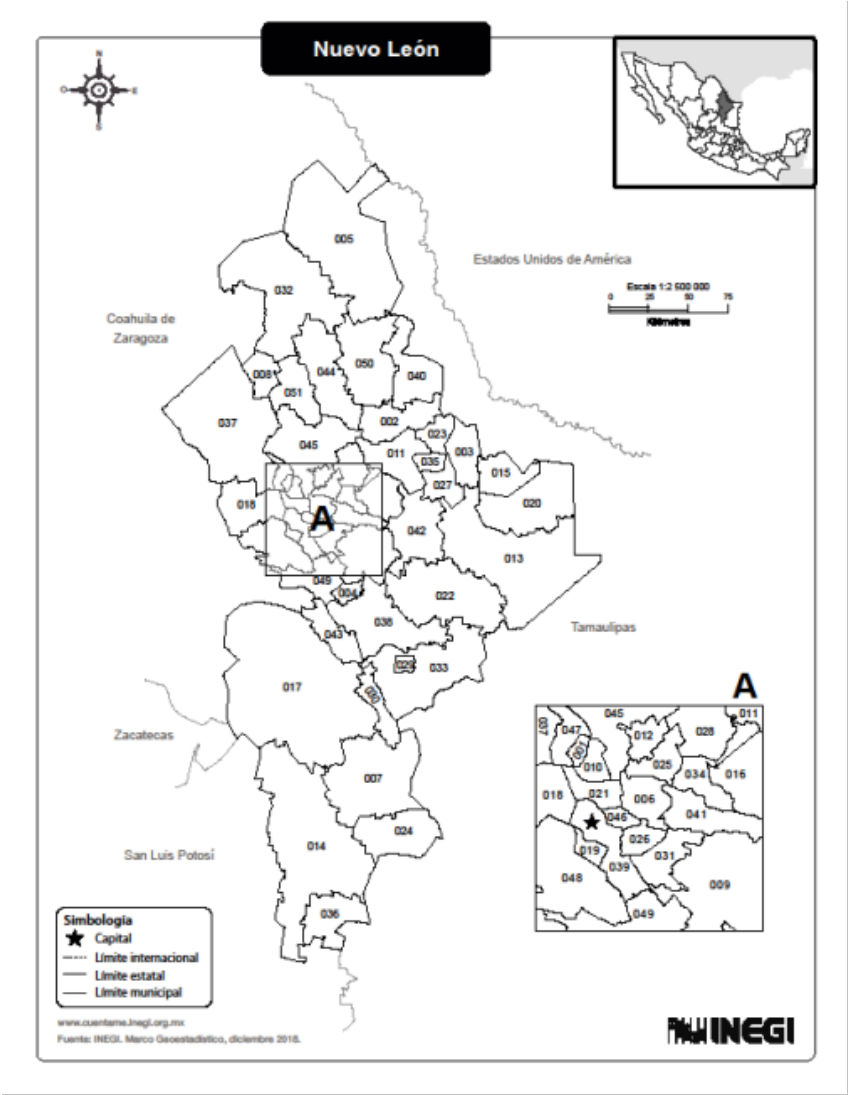 Nuevo León
N
O
E
S
Estados Unidos de América
Escala 1:2 500 000
0 25 50 75
Kilómetros
Coahuila de
Zaragoza
005
032
008
044
050
040
051
037
002
045
023
003
011
035
015
027
018
020
A
042
013
049
004
022
038
043
Tamaulipas
029
033
017
030
A
Zacatecas
007
024
014
San Luis Potosí
036
045
011
037
047
012
028
001
010
025
034
016
018
021
006
041
046
026
019
031
039
048
009
049
Simbología
Capital
Límite internacional
Límite estatal
Límite municipal
www.cuentame.inegi.org.mx
Fuente: INEGI. Marco Geoestadístico, diciembre 2018.
INEGI